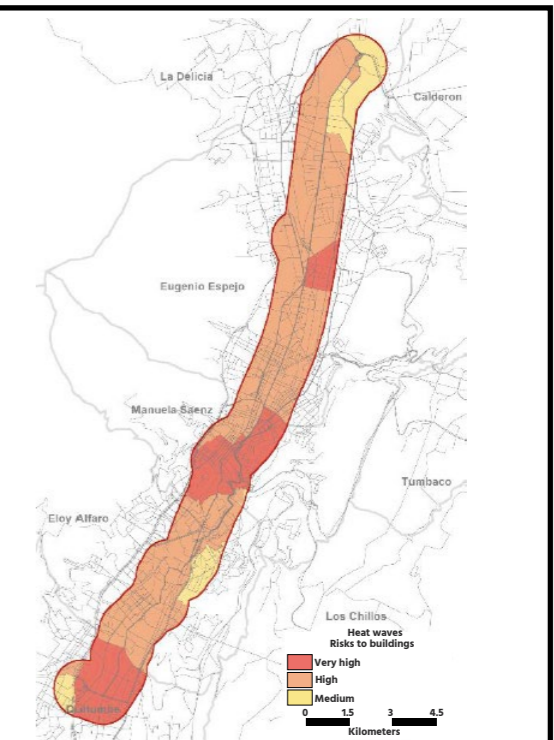 La Delicia
Calderon
Eugenio Espejo
Manuela Saenz
Tumbaco
Eloy Alfaro
Los Chillos
Quitumbe
Heat waves
Risks to buildings
Very high
High
Medium
0 1.5 3 4.5
Kilometers